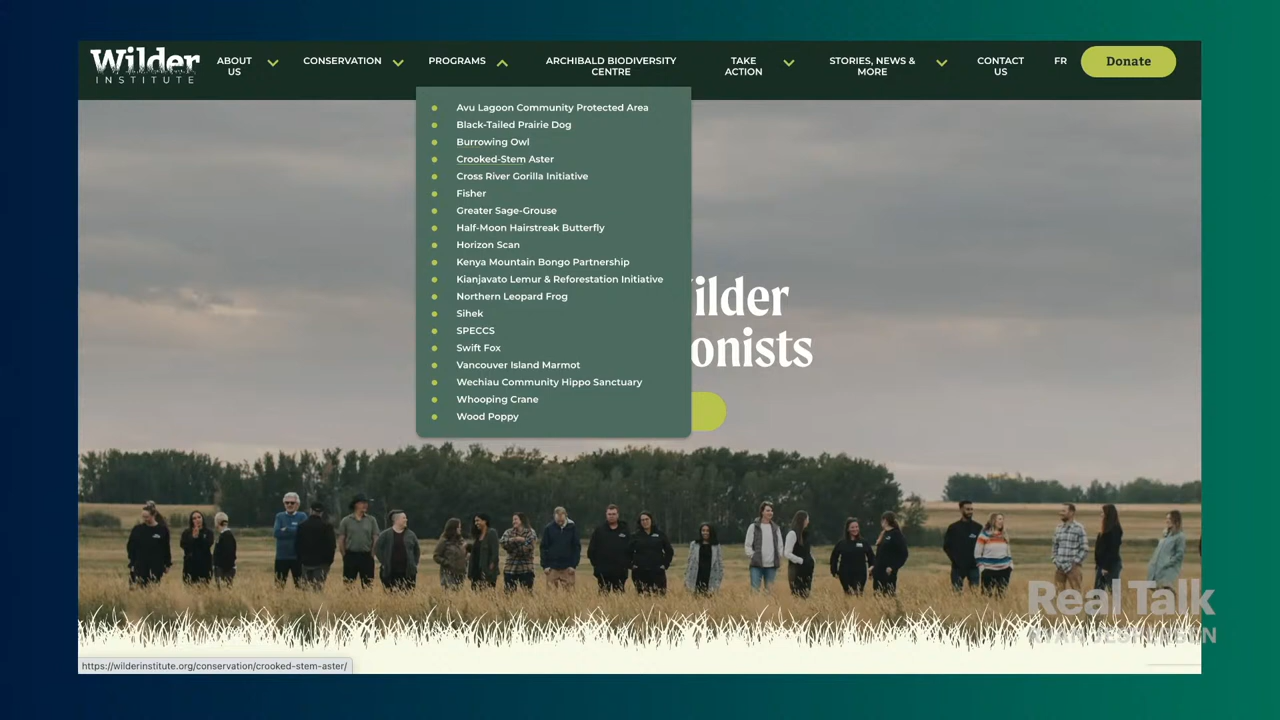 Wilder
INSTITUTE
ABOUT
US
CONSERVATION
PROGRAMS
ARCHIBALD BIODIVERSITY
CENTRE
TAKE
ACTION
STORIES, NEWS &
MORE
CONTACT
US
FR
Donate
Avu Lagoon Community Protected Area
Black-Tailed Prairie Dog
Burrowing Owl
Crooked-Stem Aster
Cross River Gorilla Initiative
Fisher
Greater Sage-Grouse
Half-Moon Hairstreak Butterfly
Horizon Scan
Kenya Mountain Bongo Partnership
Kianjavato Lemur & Reforestation Initiative
Northern Leopard Frog
Sihek
SPECCS
Swift Fox
Vancouver Island Marmot
Wechiau Community Hippo Sanctuary
Whooping Crane
Wood Poppy
ilder
onists
Real Talk
RYAN JESPERSEN
https://wilderinstitute.org/conservation/crooked-stem-aster/